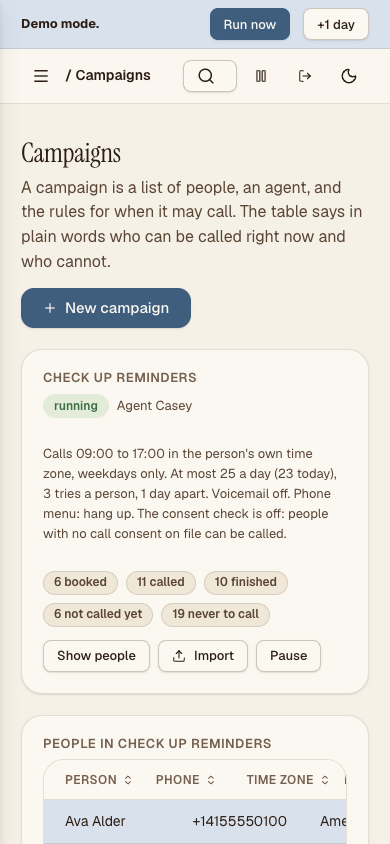 Demo mode.
Run now
+1 day
/ Campaigns
Campaigns
A campaign is a list of people, an agent, and
the rules for when it may call. The table says in
plain words who can be called right now and
who cannot.
+ New campaign
CHECK UP REMINDERS
running Agent Casey
Calls 09:00 to 17:00 in the person's own time
zone, weekdays only. At most 25 a day (23 today),
3 tries a person, 1 day apart. Voicemail off. Phone
menu: hang up. The consent check is off: people
with no call consent on file can be called.
6 booked 11 called 10 finished
6 not called yet 19 never to call
Show people Import Pause
PEOPLE IN CHECK UP REMINDERS
PERSON PHONE TIME ZONE
Ava Alder +14155550100 Ame